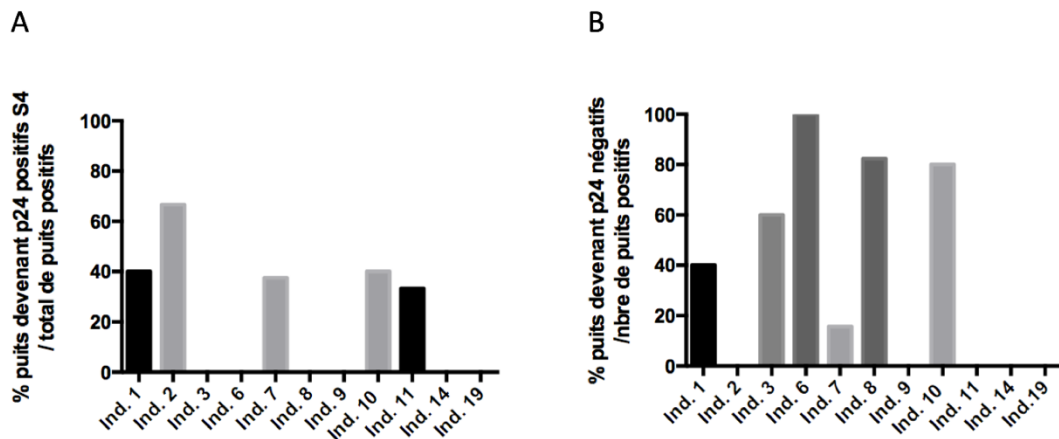 A
% puits devenant p24 positifs S4
/ total de puits positifs
100
80
60
40
20
0
Ind. 1
Ind. 2
Ind. 3
Ind. 6
Ind. 7
Ind. 8
Ind. 9
Ind. 10
Ind. 11
Ind. 14
Ind. 19
B
% puits devenant p24 négatifs
/nbre de puits positifs
100
80
60
40
20
0
Ind. 1
Ind. 2
Ind. 3
Ind. 6
Ind. 7
Ind. 8
Ind. 9
Ind. 10
Ind. 11
Ind. 14
Ind.19